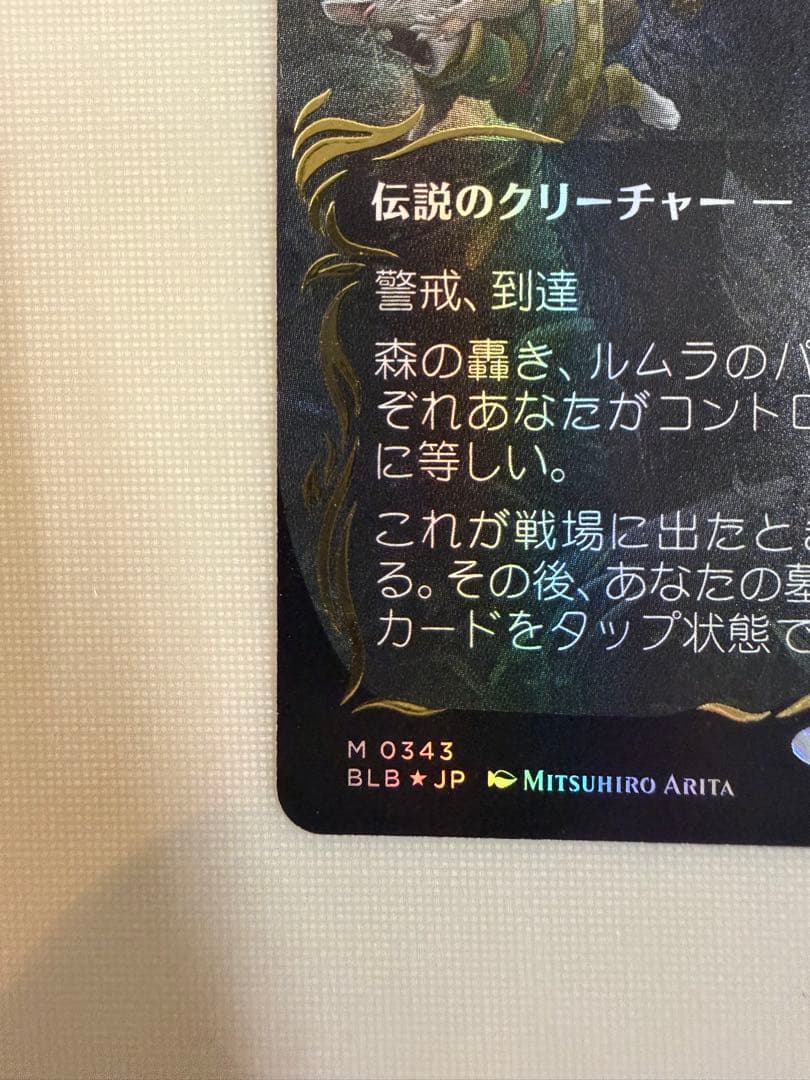 伝説のクリーチャー ー
警戒、到達
森の轟き、ルムラのパ
ぞれあなたがコントロ
に等しい。
これが戦場に出たとき
る。その後、あなたの墓
カードをタップ状態で
M 0343
BLB★JP MITSUHIRO ARITA